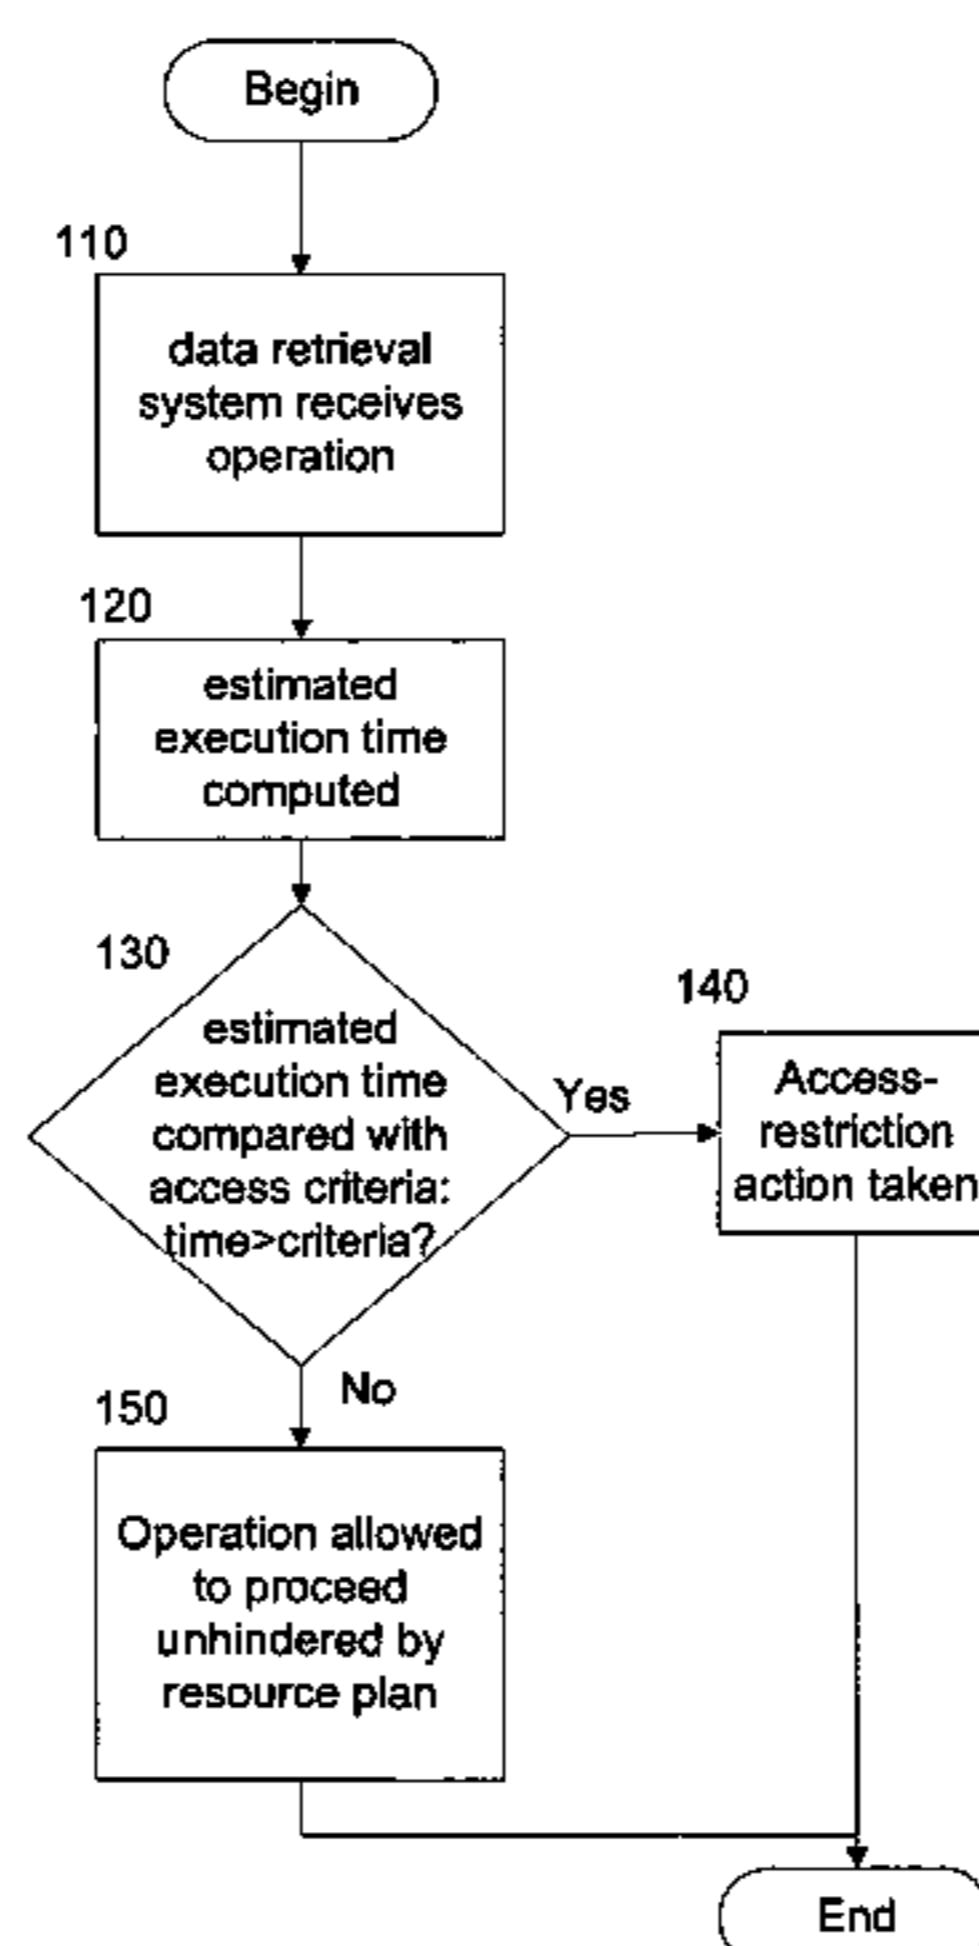 Begin
110
data retrieval
system receives
operation
120
estimated
execution time
computed
130
estimated
execution time
compared with
access criteria:
time>criteria?
Yes
140
Access-
restriction
action taken
No
150
Operation allowed
to proceed
unhindered by
resource plan
End